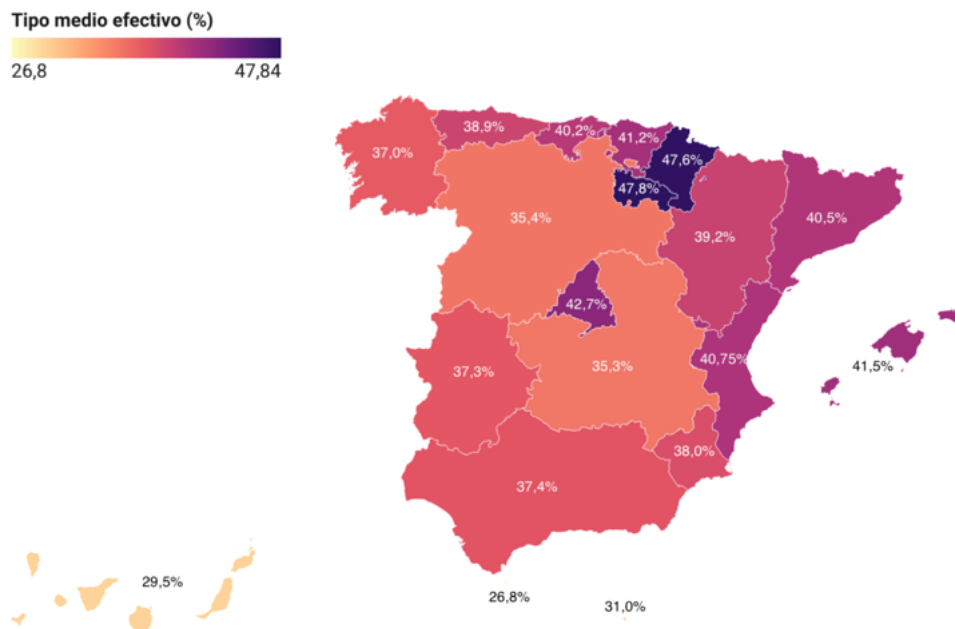 Tipo medio efectivo (%)
26,8 47,84
38,9% 40,2% 41,2%
37,0% 47,6%
47,8%
35,4% 39,2% 40,5%
42,7%
37,3% 35,3% 40,75% 41,5%
38,0%
37,4%
29,5%
26,8% 31,0%